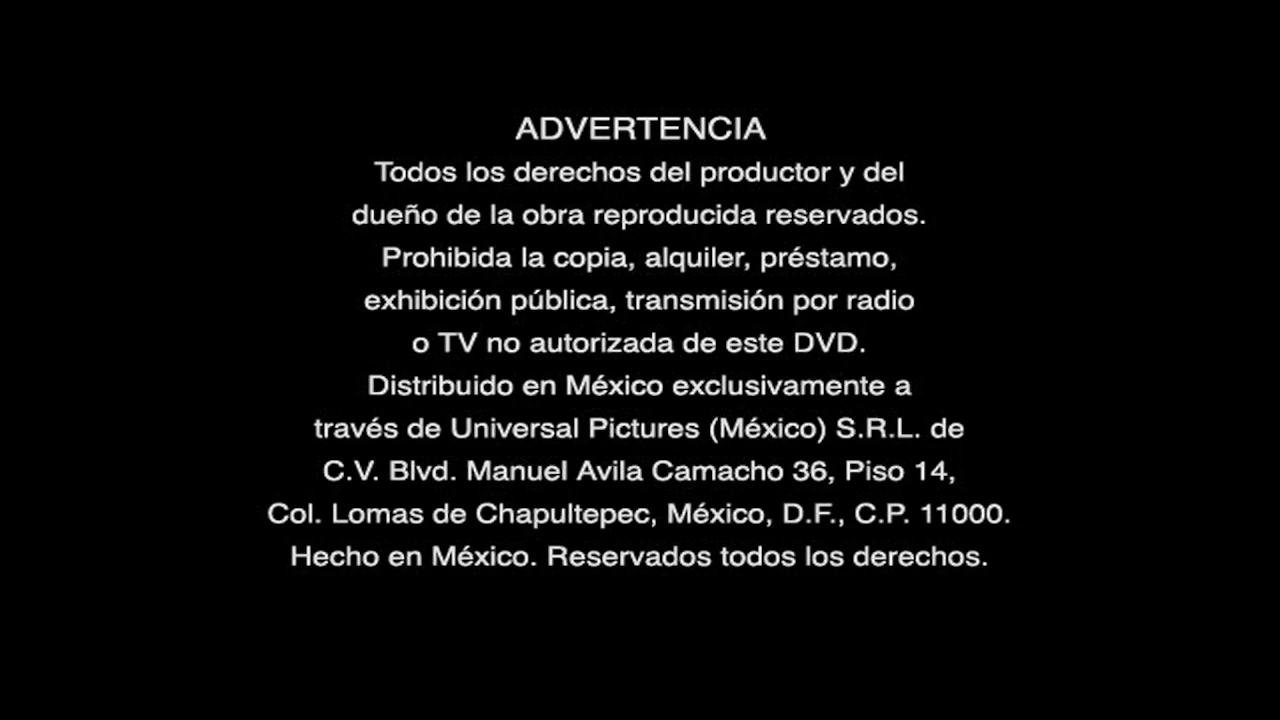 ADVERTENCIA
Todos los derechos del productor y del
dueño de la obra reproducida reservados.
Prohibida la copia, alquiler, préstamo,
exhibición pública, transmisión por radio
o TV no autorizada de este DVD.
Distribuido en México exclusivamente a
través de Universal Pictures (México) S.R.L. de
C.V. Blvd. Manuel Avila Camacho 36, Piso 14,
Col. Lomas de Chapultepec, México, D.F., C.P. 11000.
Hecho en México. Reservados todos los derechos.